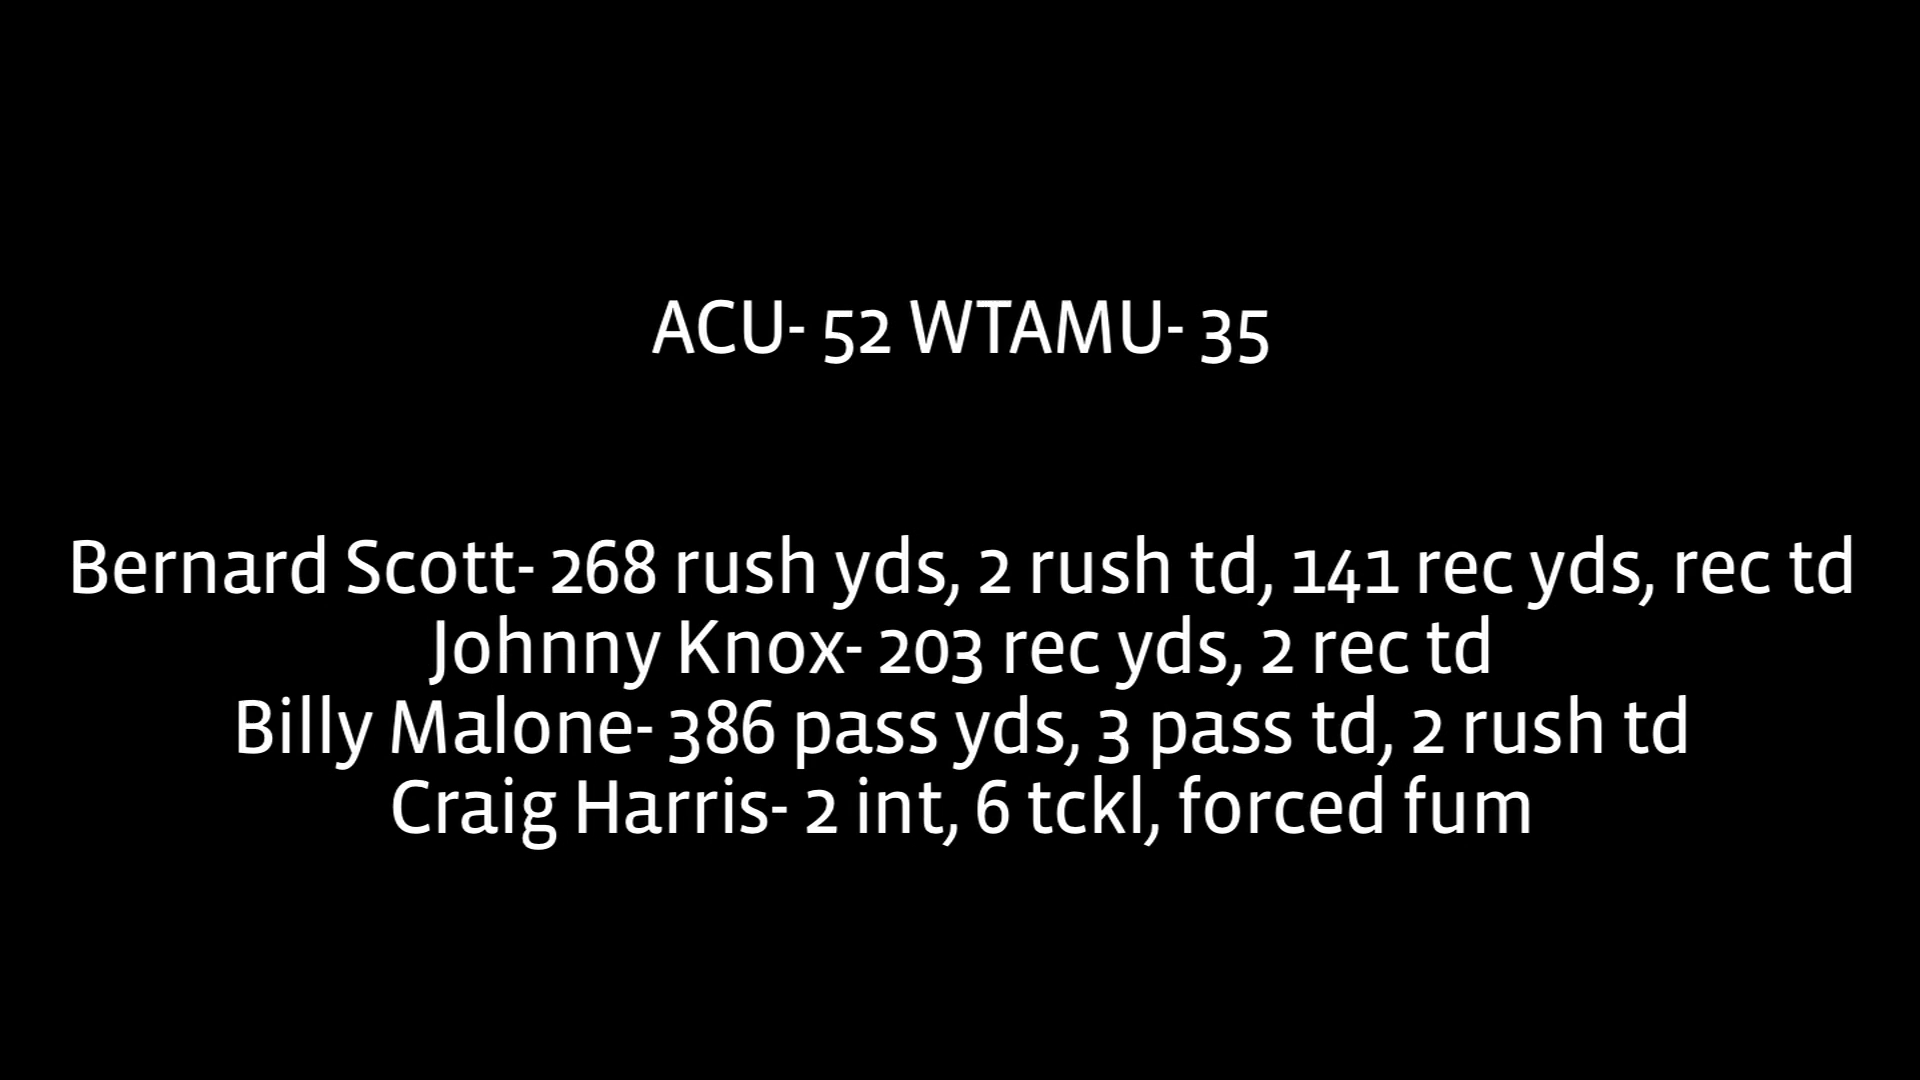 ACU- 52 WTAMU- 35
Bernard Scott- 268 rush yds, 2 rush td, 141 rec yds, rec td
Johnny Knox- 203 rec yds, 2 rec td
Billy Malone- 386 pass yds, 3 pass td, 2 rush td
Craig Harris- 2 int, 6 tckl, forced fum